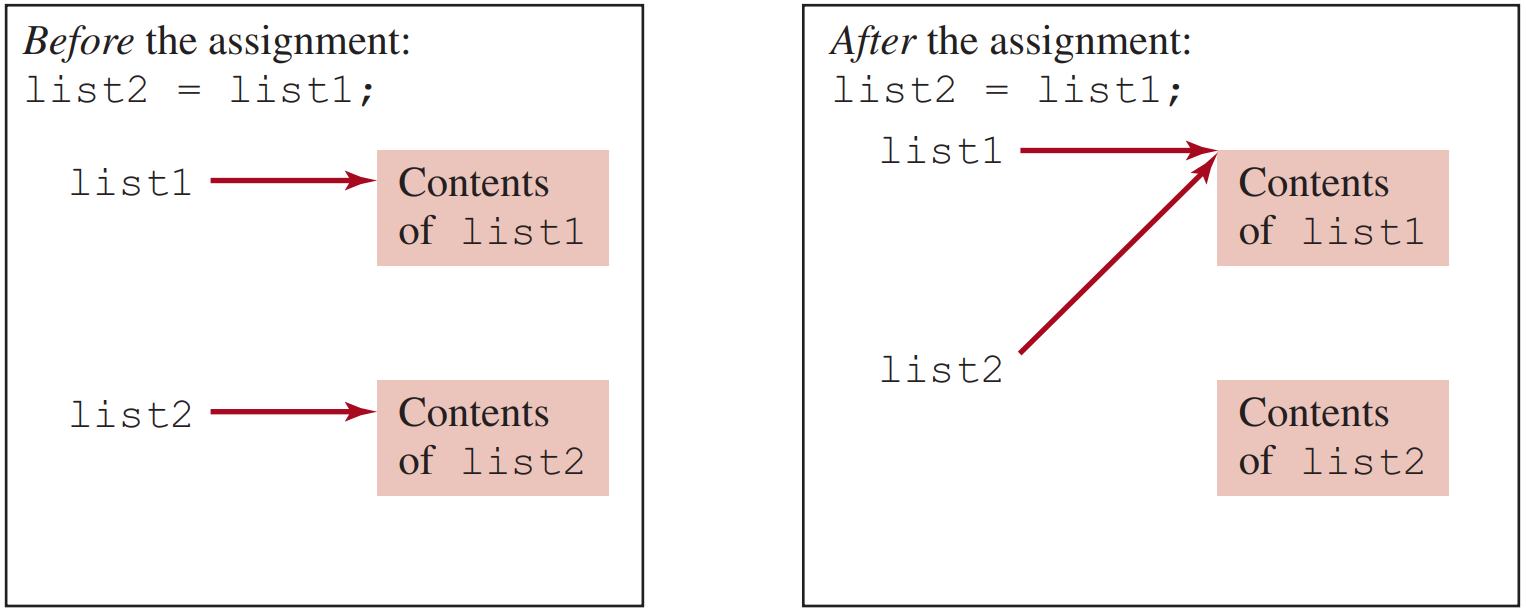 Before the assignment:
list2 = list1;
list1
Contents
of list1
list2
Contents
of list2
After the assignment:
list2 = list1;
list1
Contents
of list1
list2
Contents
of list2